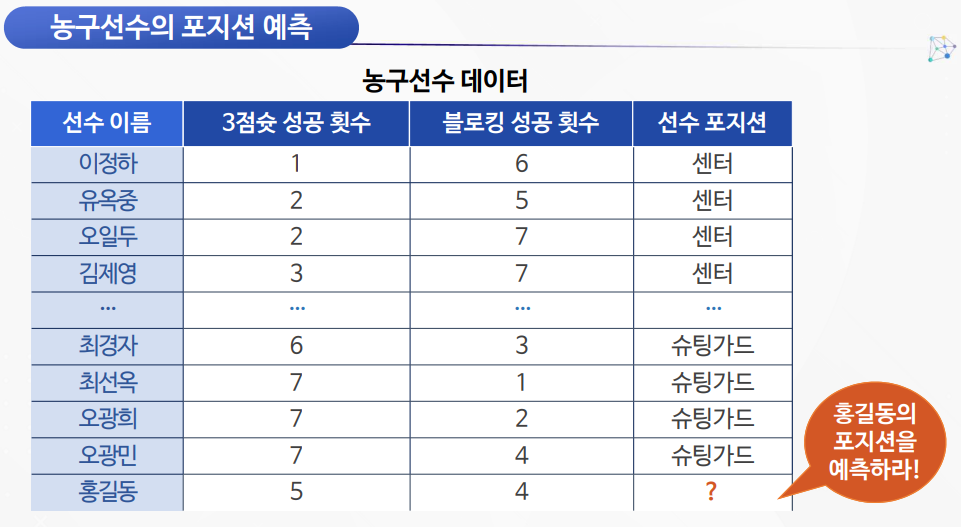 농구선수의 포지션 예측
농구선수 데이터
선수 이름 3점슛 성공 횟수 블로킹 성공 횟수 선수 포지션
이정하 1 6 센터
유옥중 2 5 센터
오일두 2 7 센터
김제영 3 7 센터
... ... ... ...
최경자 6 3 슈팅가드
최선옥 7 1 슈팅가드
오광희 7 2 슈팅가드
오광민 7 4 슈팅가드
홍길동 5 4 ?
홍길동의
포지션을
예측하라!